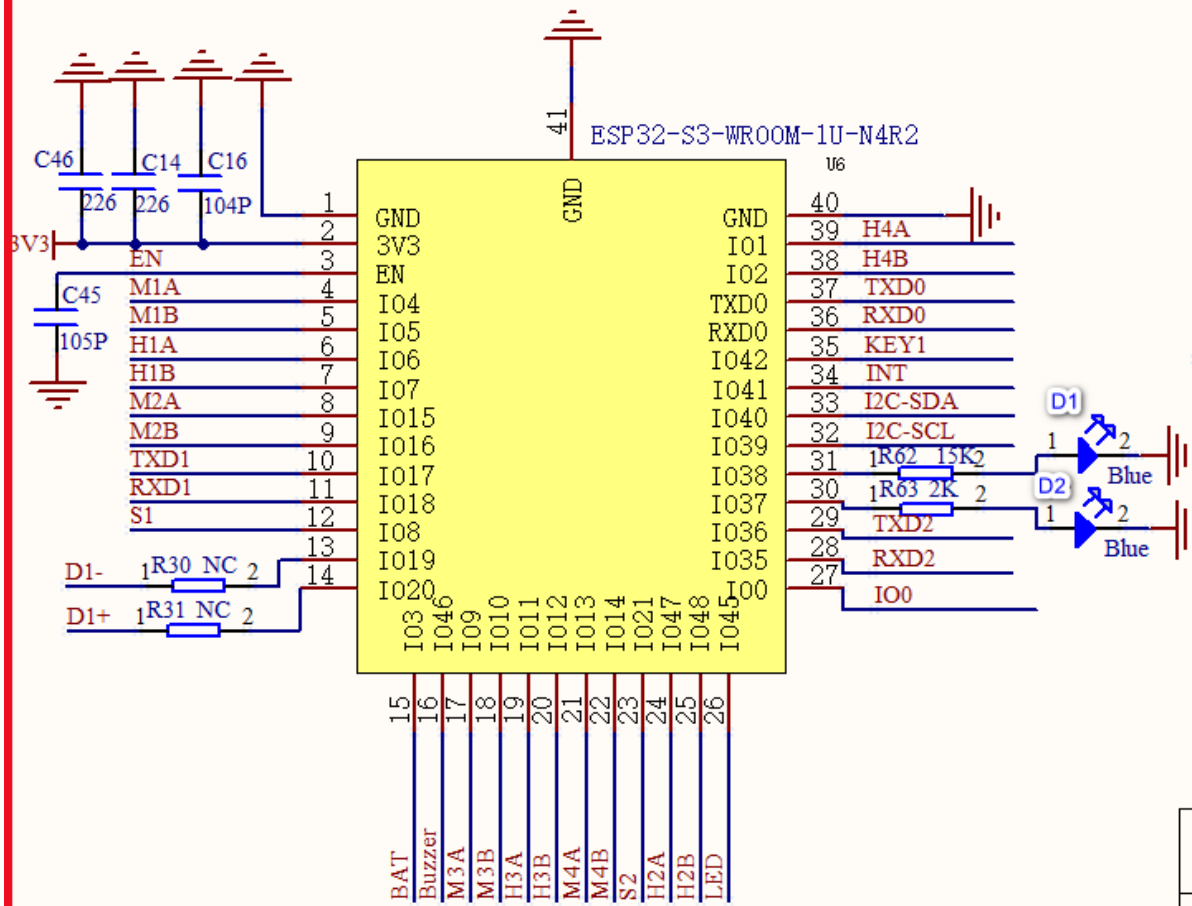 41
ESP32-S3-WROOM-1U-N4R2
U6
C46
C14
C16
226
226
104P
3V3
EN
C45
105P
M1A
M1B
H1A
H1B
M2A
M2B
TXD1
RXD1
S1
D1-
1 R30 NC 2
D1+
1 R31 NC 2
1 GND
2 3V3
3 EN
4 IO4
5 IO5
6 IO6
7 IO7
8 IO15
9 IO16
10 IO17
11 IO18
12 IO8
13 IO19
14 IO20
GND
GND 40
IO1 39 H4A
IO2 38 H4B
TXD0 37 TXD0
RXD0 36 RXD0
IO42 35 KEY1
IO41 34 INT
IO40 33 I2C-SDA
IO39 32 I2C-SCL
IO38 31 1 R62 15K 2
IO37 30 1 R63 2K 2
IO36 29 TXD2
IO35 28 RXD2
IO0 27 IO0
D1
1 2
Blue
D2
1 2
Blue
IO3 15 BAT
IO46 16 Buzzer
IO9 17 M3A
IO10 18 M3B
IO11 19 H3A
IO12 20 H3B
IO13 21 M4A
IO14 22 M4B
IO21 23 S2
IO47 24 H2A
IO48 25 H2B
IO45 26 LED